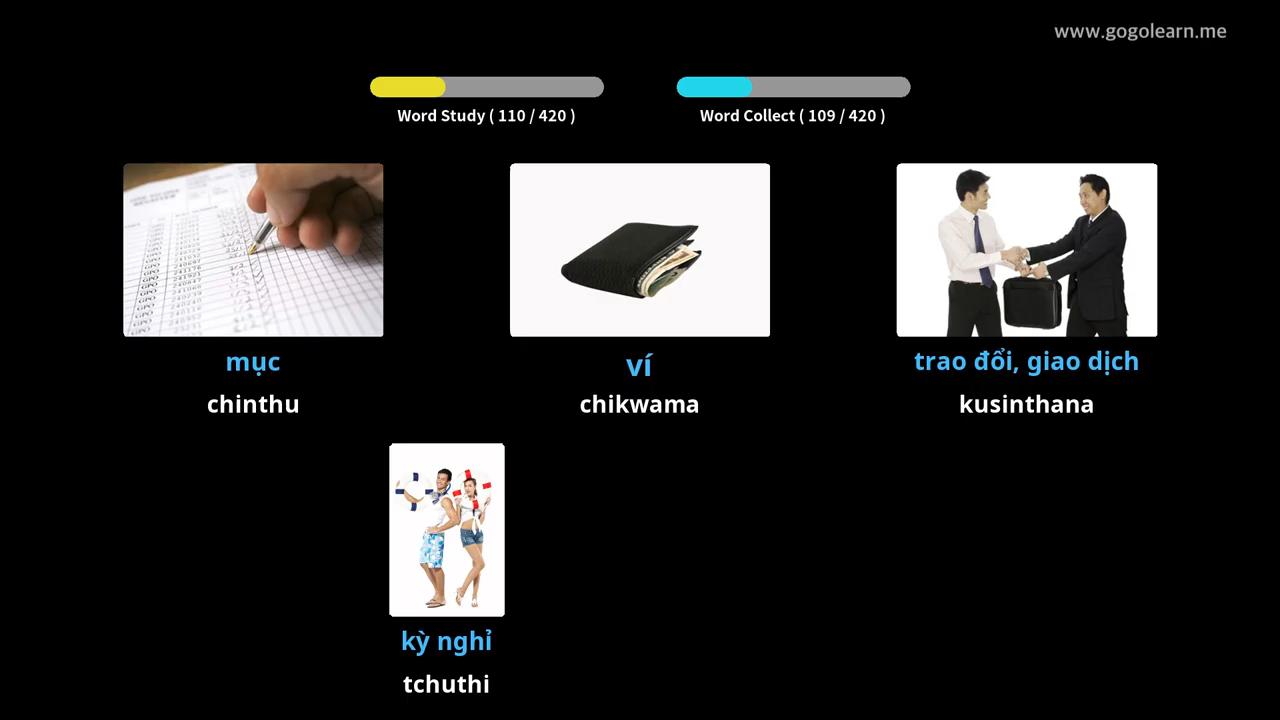 www.gogolearn.me
Word Study ( 110 / 420 )
Word Collect ( 109 / 420 )
mục
ví
trao đổi, giao dịch
chinthu
chikwama
kusinthana
kỳ nghỉ
tchuthi